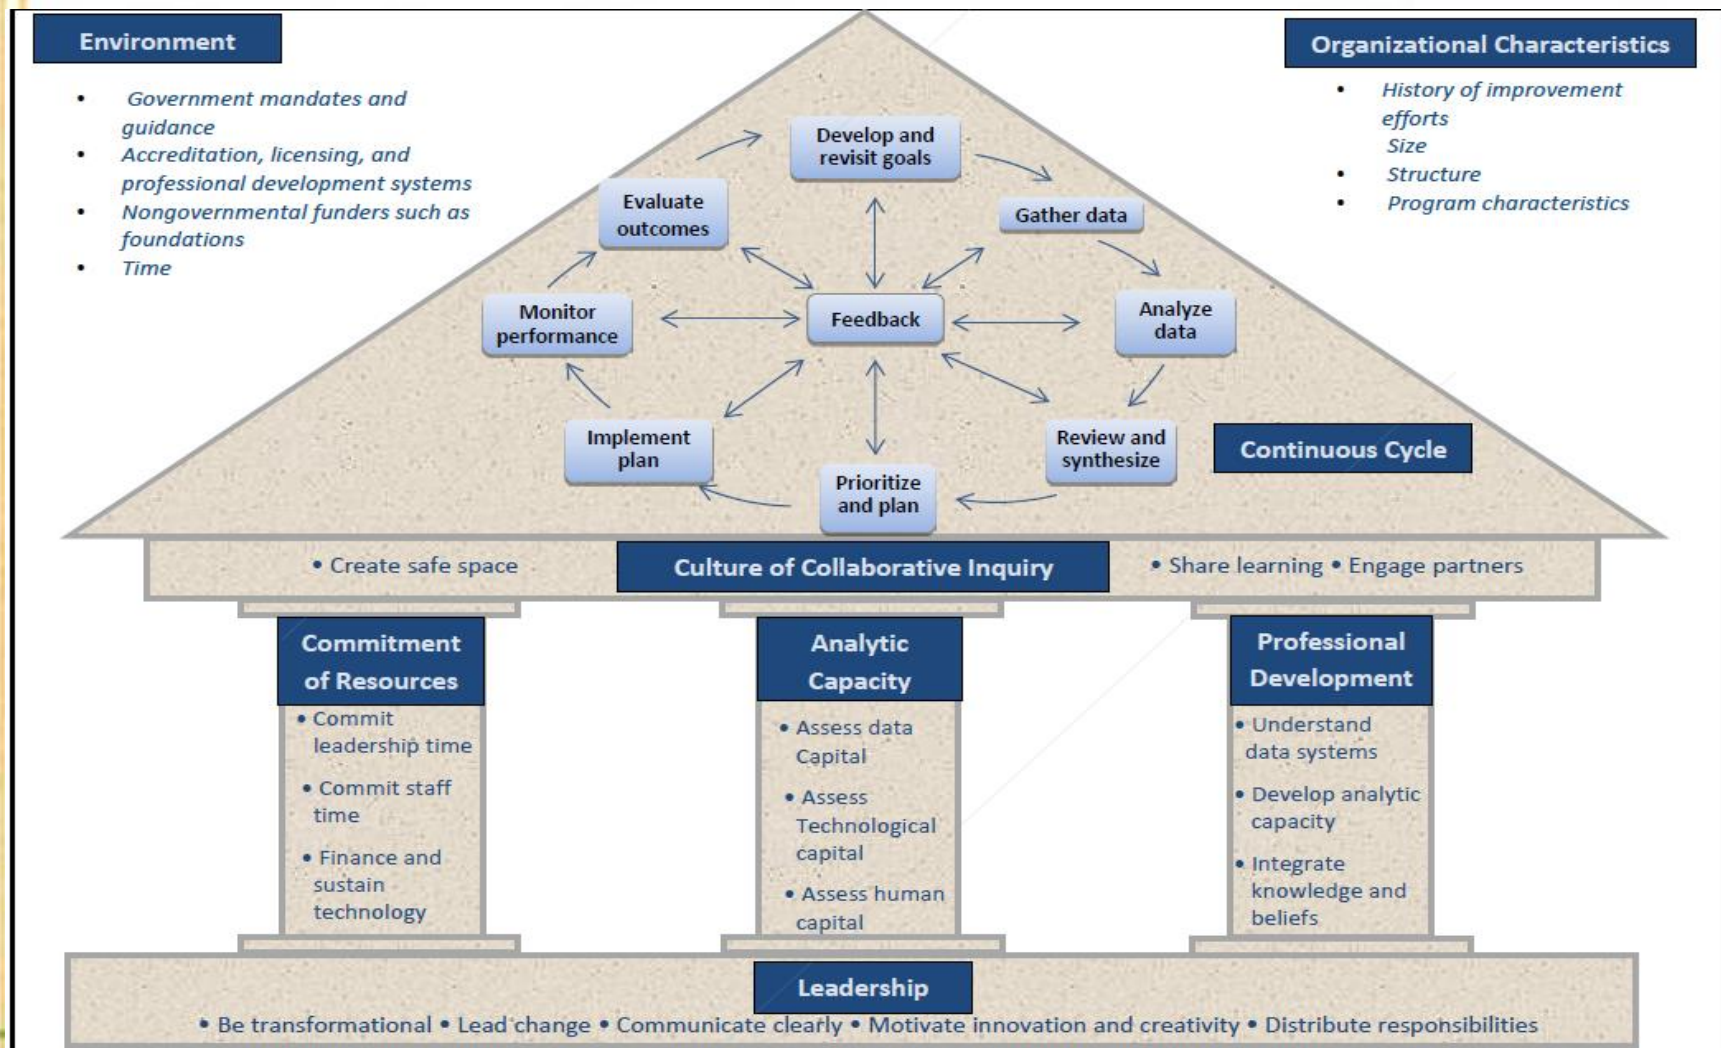 Environment
• Government mandates and
guidance
• Accreditation, licensing, and
professional development systems
• Nongovernmental funders such as
foundations
• Time
Organizational Characteristics
• History of improvement
efforts
Size
• Structure
• Program characteristics
Develop and
revisit goals
Gather data
Analyze
data
Review and
synthesize
Prioritize
and plan
Implement
plan
Monitor
performance
Evaluate
outcomes
Feedback
Continuous Cycle
• Create safe space
Culture of Collaborative Inquiry
• Share learning • Engage partners
Commitment
of Resources
• Commit
leadership time
• Commit staff
time
• Finance and
sustain
technology
Analytic
Capacity
• Assess data
Capital
• Assess
Technological
capital
• Assess human
capital
Professional
Development
• Understand
data systems
• Develop analytic
capacity
• Integrate
knowledge and
beliefs
Leadership
• Be transformational • Lead change • Communicate clearly • Motivate innovation and creativity • Distribute responsibilities